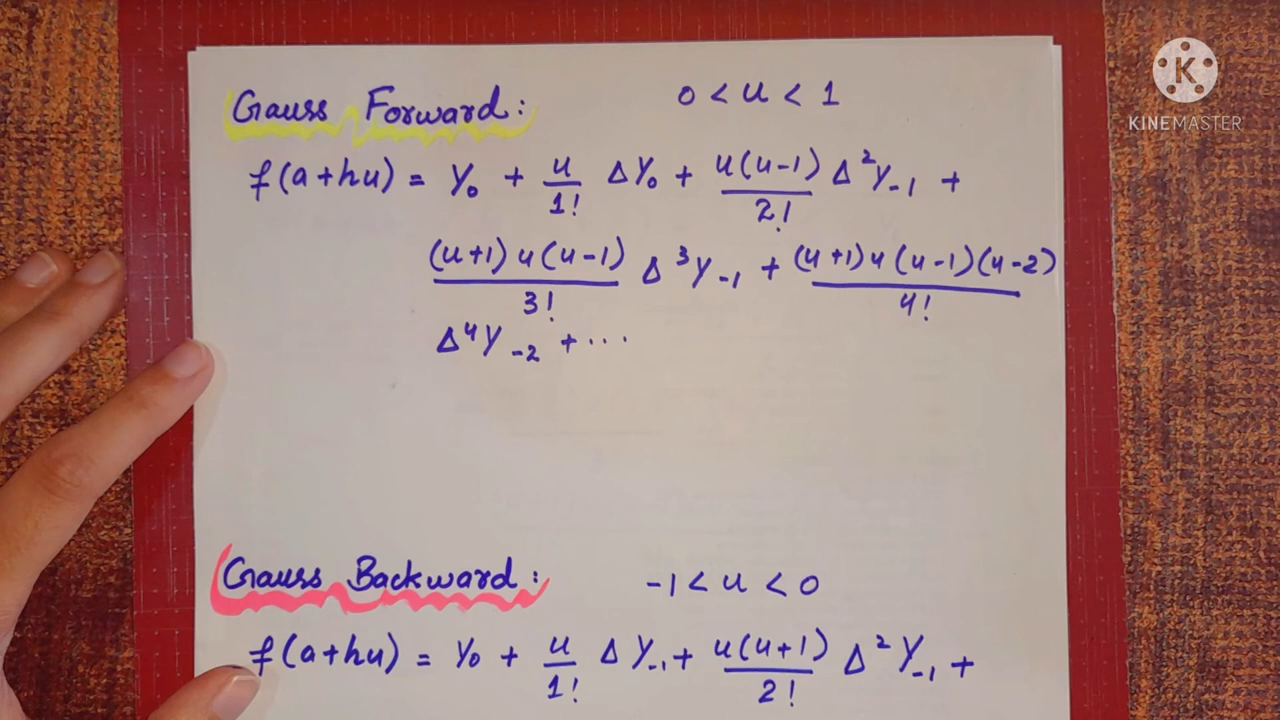 Gauss Forward: 0 < u < 1
f(a+hu) = y₀ + u/1! Δy₀ + u(u-1)/2! Δ²y₋₁ +
(u+1)u(u-1)/3! Δ³y₋₁ + (u+1)u(u-1)(u-2)/4!
Δ⁴y₋₂ + ...
Gauss Backward: -1 < u < 0
f(a+hu) = y₀ + u/1! Δy₋₁ + u(u+1)/2! Δ²y₋₁ +
K
KINEMASTER